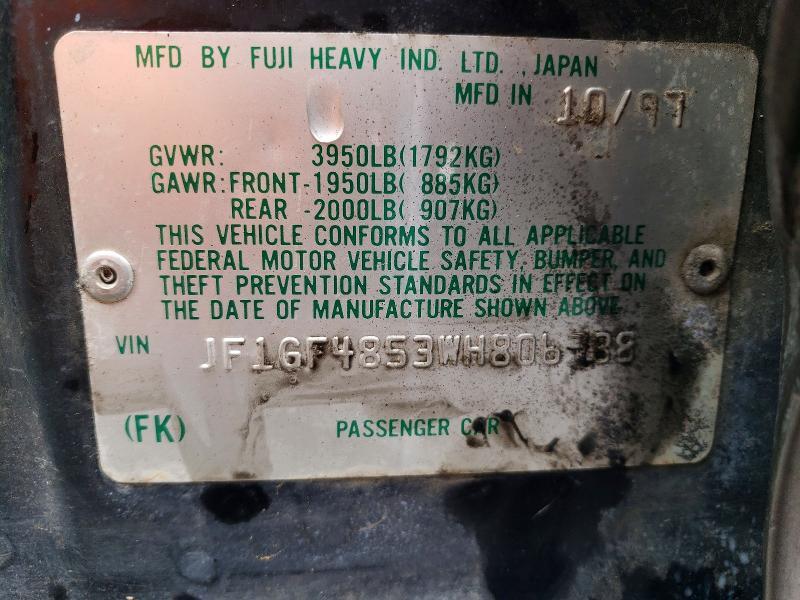 MFD BY FUJI HEAVY IND. LTD., JAPAN
MFD IN 10/97
GVWR: 3950LB(1792KG)
GAWR:FRONT-1950LB( 885KG)
REAR -2000LB( 907KG)
THIS VEHICLE CONFORMS TO ALL APPLICABLE
FEDERAL MOTOR VEHICLE SAFETY, BUMPER, AND
THEFT PREVENTION STANDARDS IN EFFECT ON
THE DATE OF MANUFACTURE SHOWN ABOVE.
VIN
(FK) PASSENGER CAR